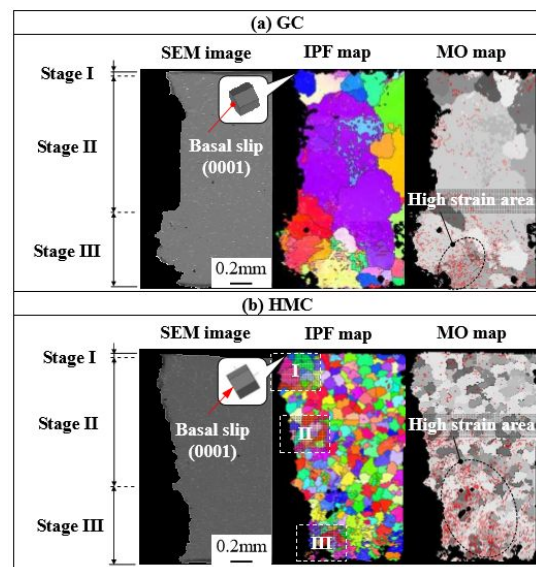 (a) GC
SEM image IPF map MO map
Stage I
Stage II
Basal slip
(0001)
High strain area
Stage III
0.2mm
(b) HMC
SEM image IPF map MO map
Stage I
I
Stage II
II
Basal slip
(0001)
High strain area
Stage III
III
0.2mm